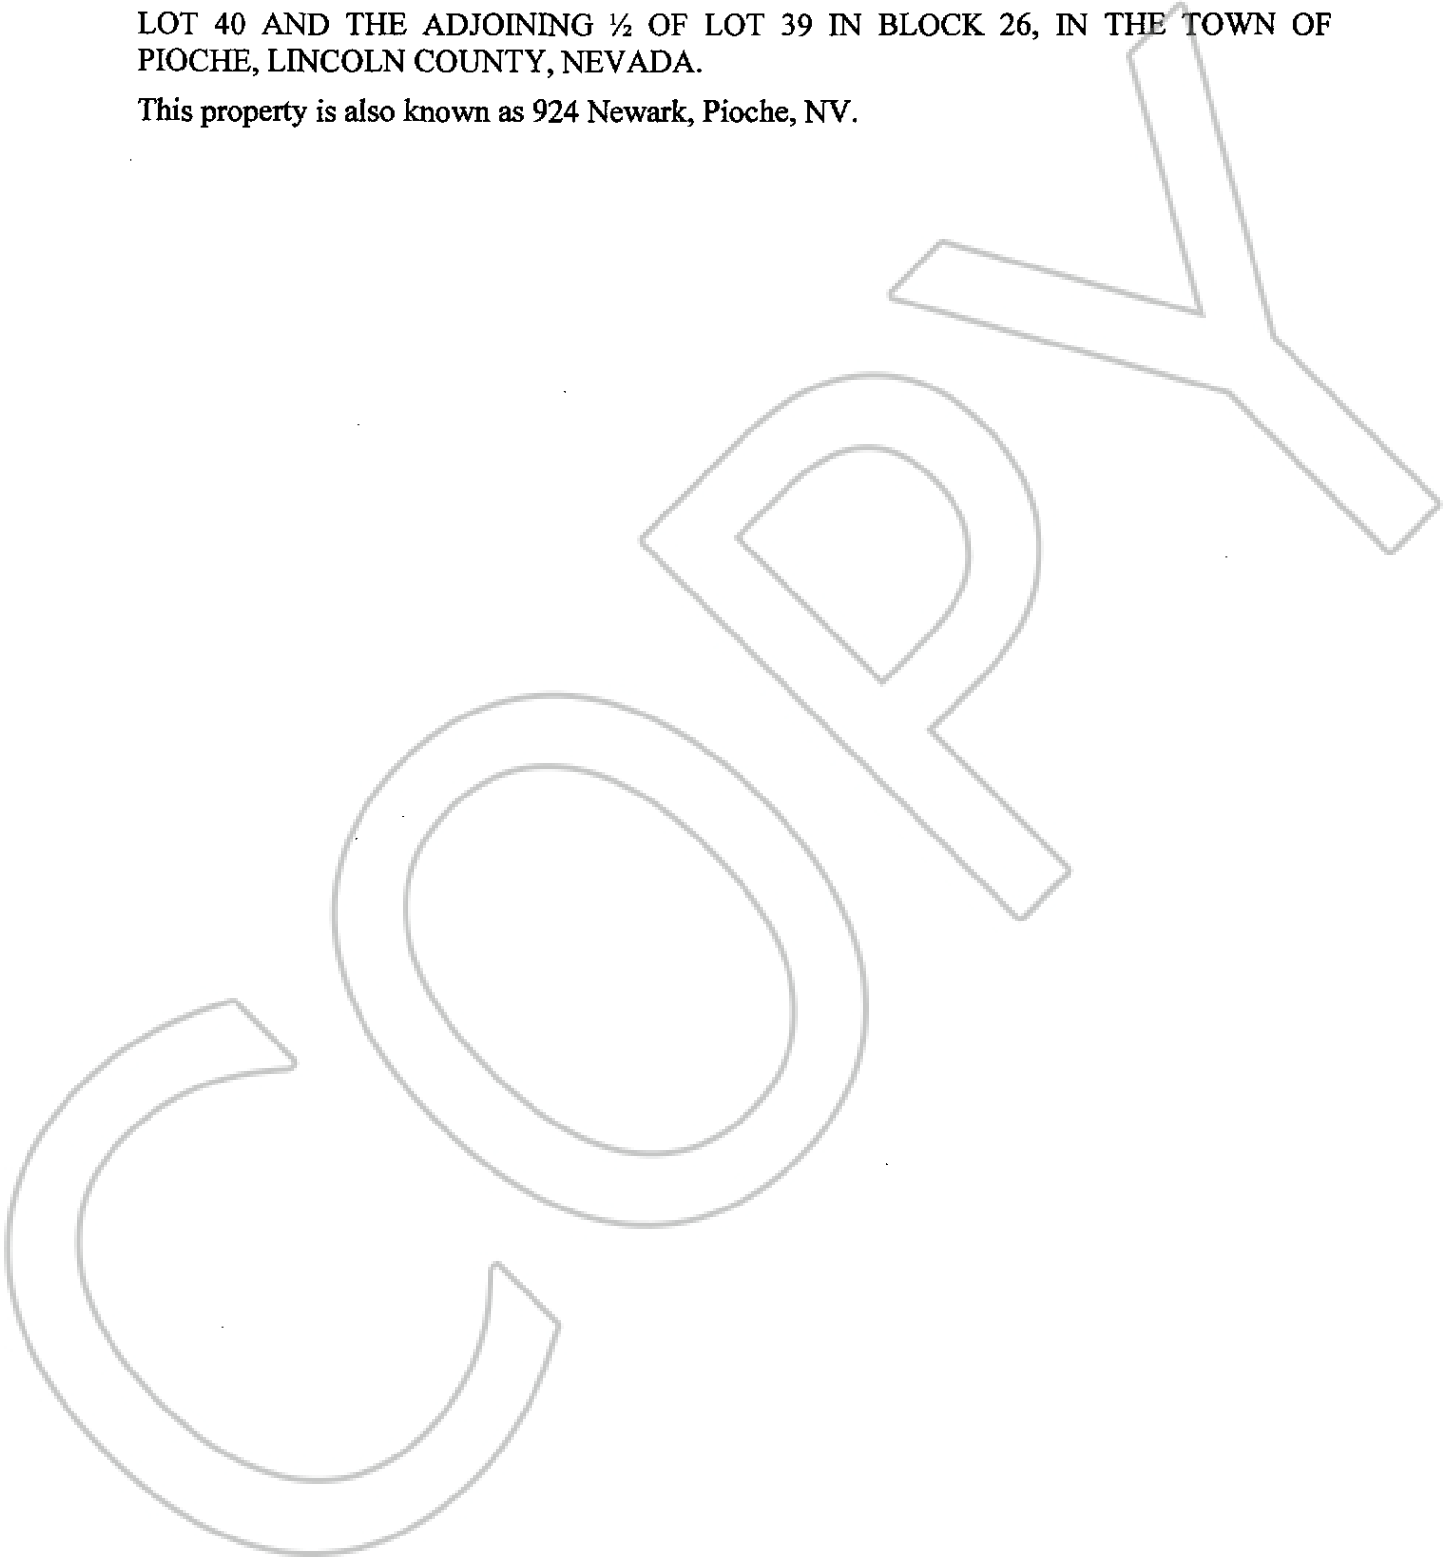 LOT 40 AND THE ADJOINING ½ OF LOT 39 IN BLOCK 26, IN THE TOWN OF
PIOCHE, LINCOLN COUNTY, NEVADA.
This property is also known as 924 Newark, Pioche, NV.
COPY